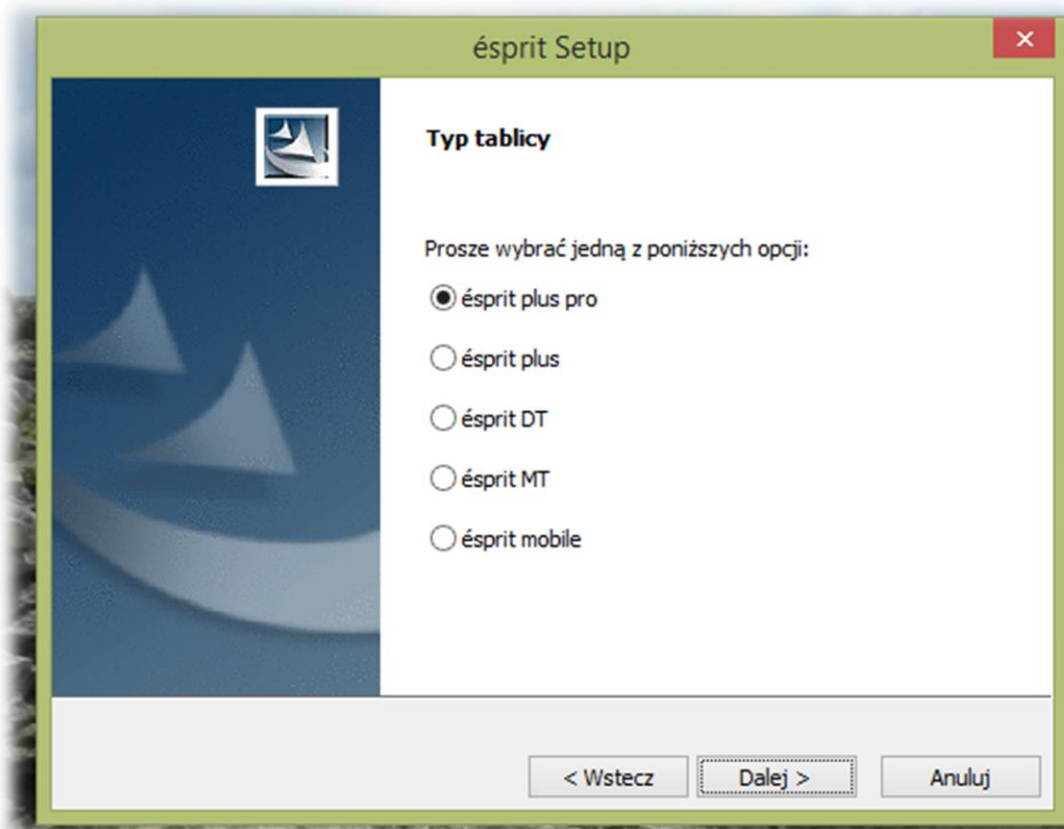 ésprit Setup
Typ tablicy
Prosze wybrać jedną z poniższych opcji:
ésprit plus pro
ésprit plus
ésprit DT
ésprit MT
ésprit mobile
< Wstecz
Dalej >
Anuluj